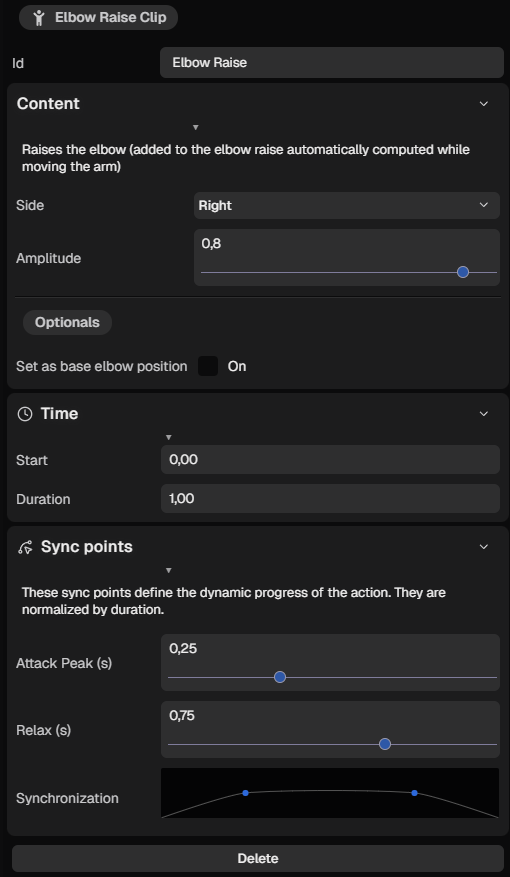 Elbow Raise Clip
Id
Elbow Raise
Content
Raises the elbow (added to the elbow raise automatically computed while
moving the arm)
Side
Right
Amplitude
0,8
Optionals
Set as base elbow position
On
Time
Start
0,00
Duration
1,00
Sync points
These sync points define the dynamic progress of the action. They are
normalized by duration.
Attack Peak (s)
0,25
Relax (s)
0,75
Synchronization
Delete